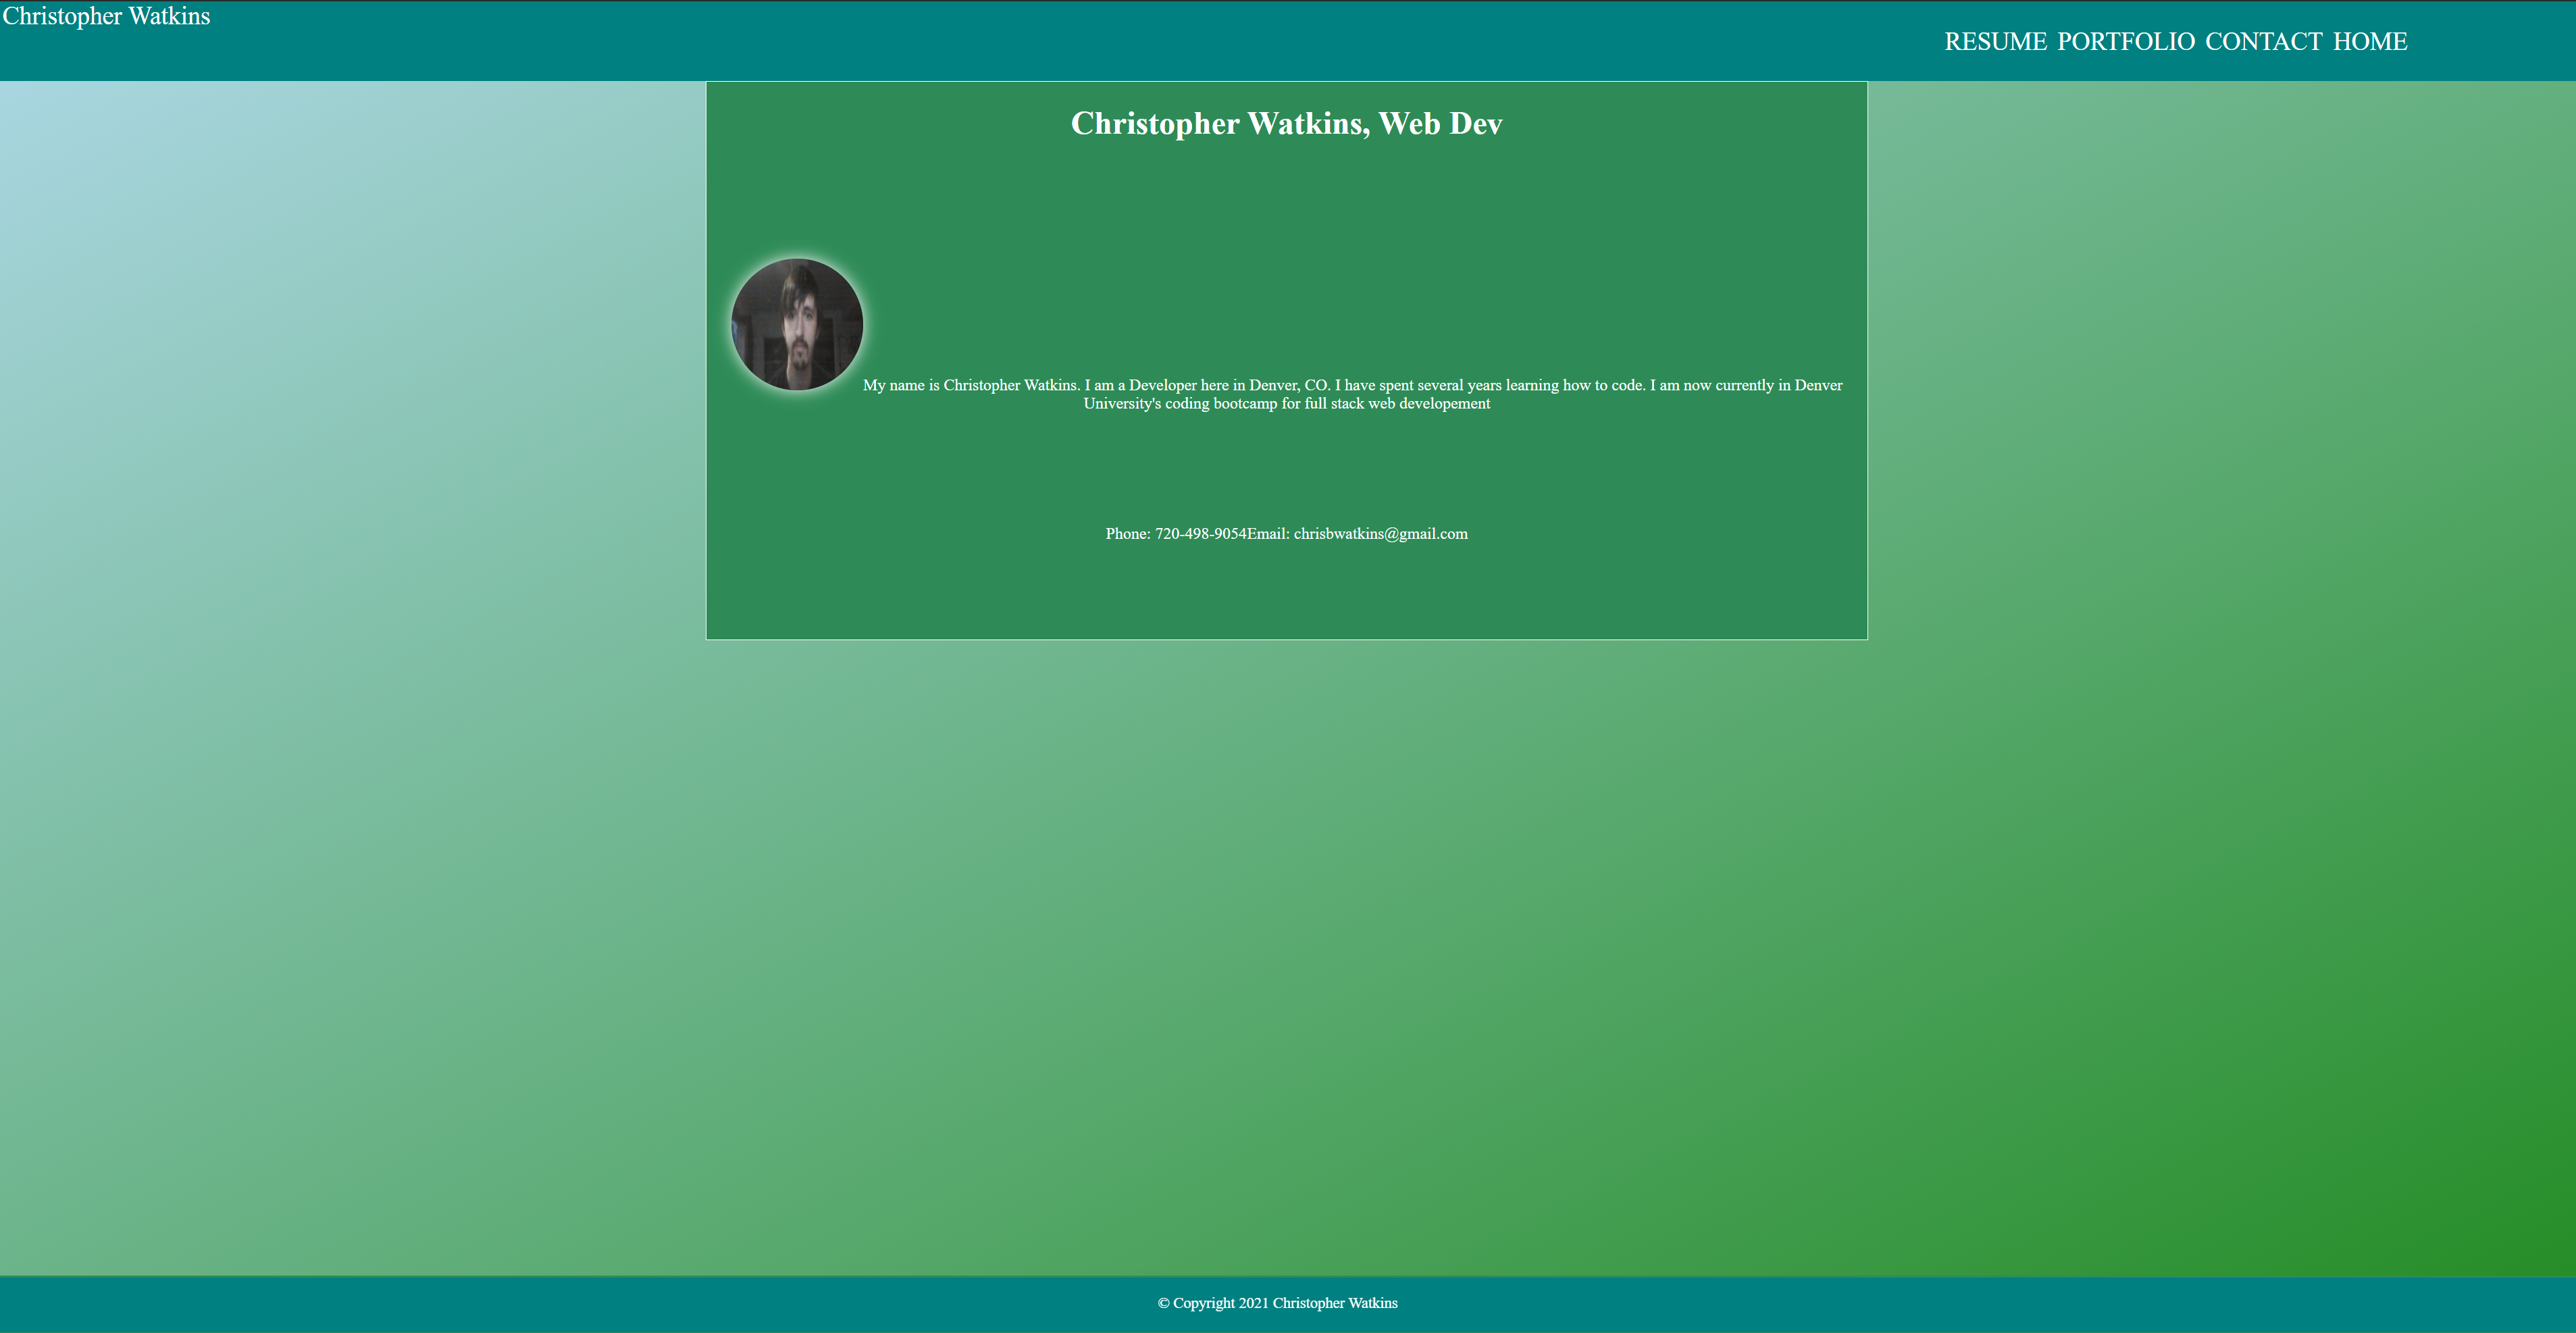 Christopher Watkins
RESUME PORTFOLIO CONTACT HOME
Christopher Watkins, Web Dev
My name is Christopher Watkins. I am a Developer here in Denver, CO. I have spent several years learning how to code. I am now currently in Denver
University's coding bootcamp for full stack web developement
Phone: 720-498-9054Email: chrisbwatkins@gmail.com
© Copyright 2021 Christopher Watkins